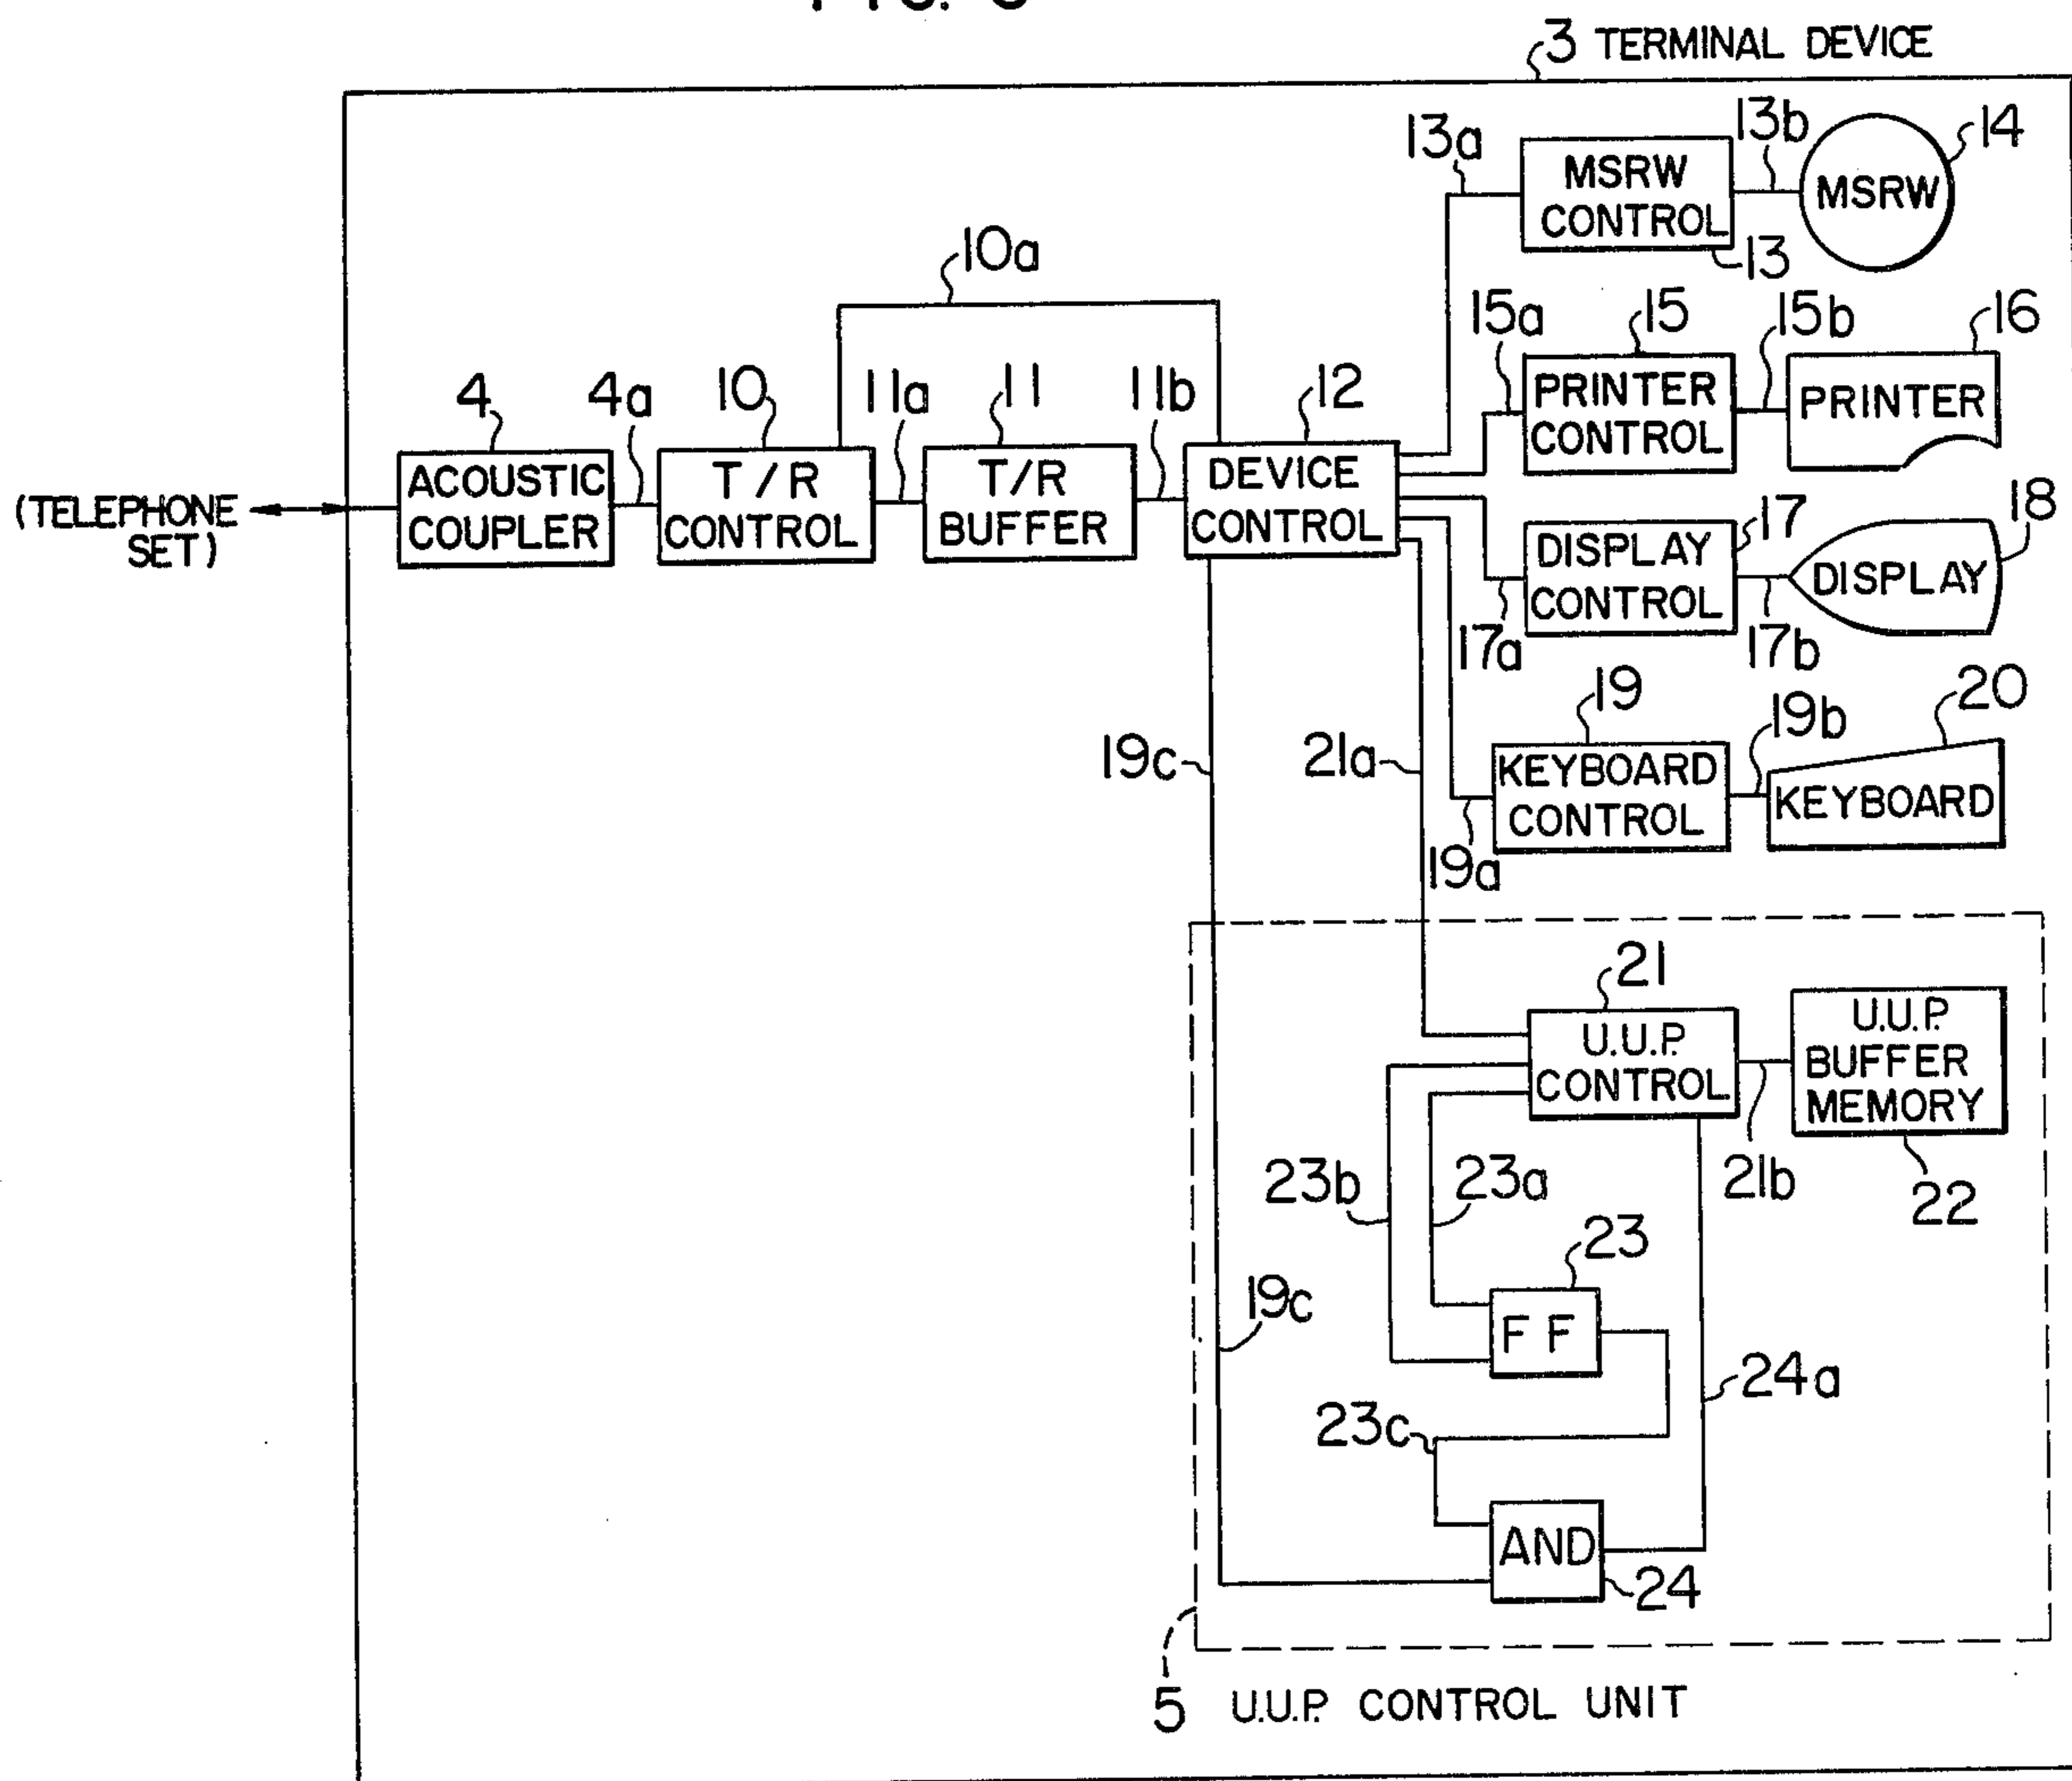 3 TERMINAL DEVICE
13a
MSRW
CONTROL
13
13b
MSRW
14
10a
15a
15
PRINTER
CONTROL
15b
PRINTER
16
(TELEPHONE
SET)
4
ACOUSTIC
COUPLER
4a
10
T/R
CONTROL
11a
11
T/R
BUFFER
11b
12
DEVICE
CONTROL
17
DISPLAY
CONTROL
17a
17b
DISPLAY
18
19c
21a
19
KEYBOARD
CONTROL
19a
19b
KEYBOARD
20
21
U.U.P.
CONTROL
21b
U.U.P.
BUFFER
MEMORY
22
23b
23a
23
FF
19c
23c
24a
AND
24
5 U.U.P. CONTROL UNIT